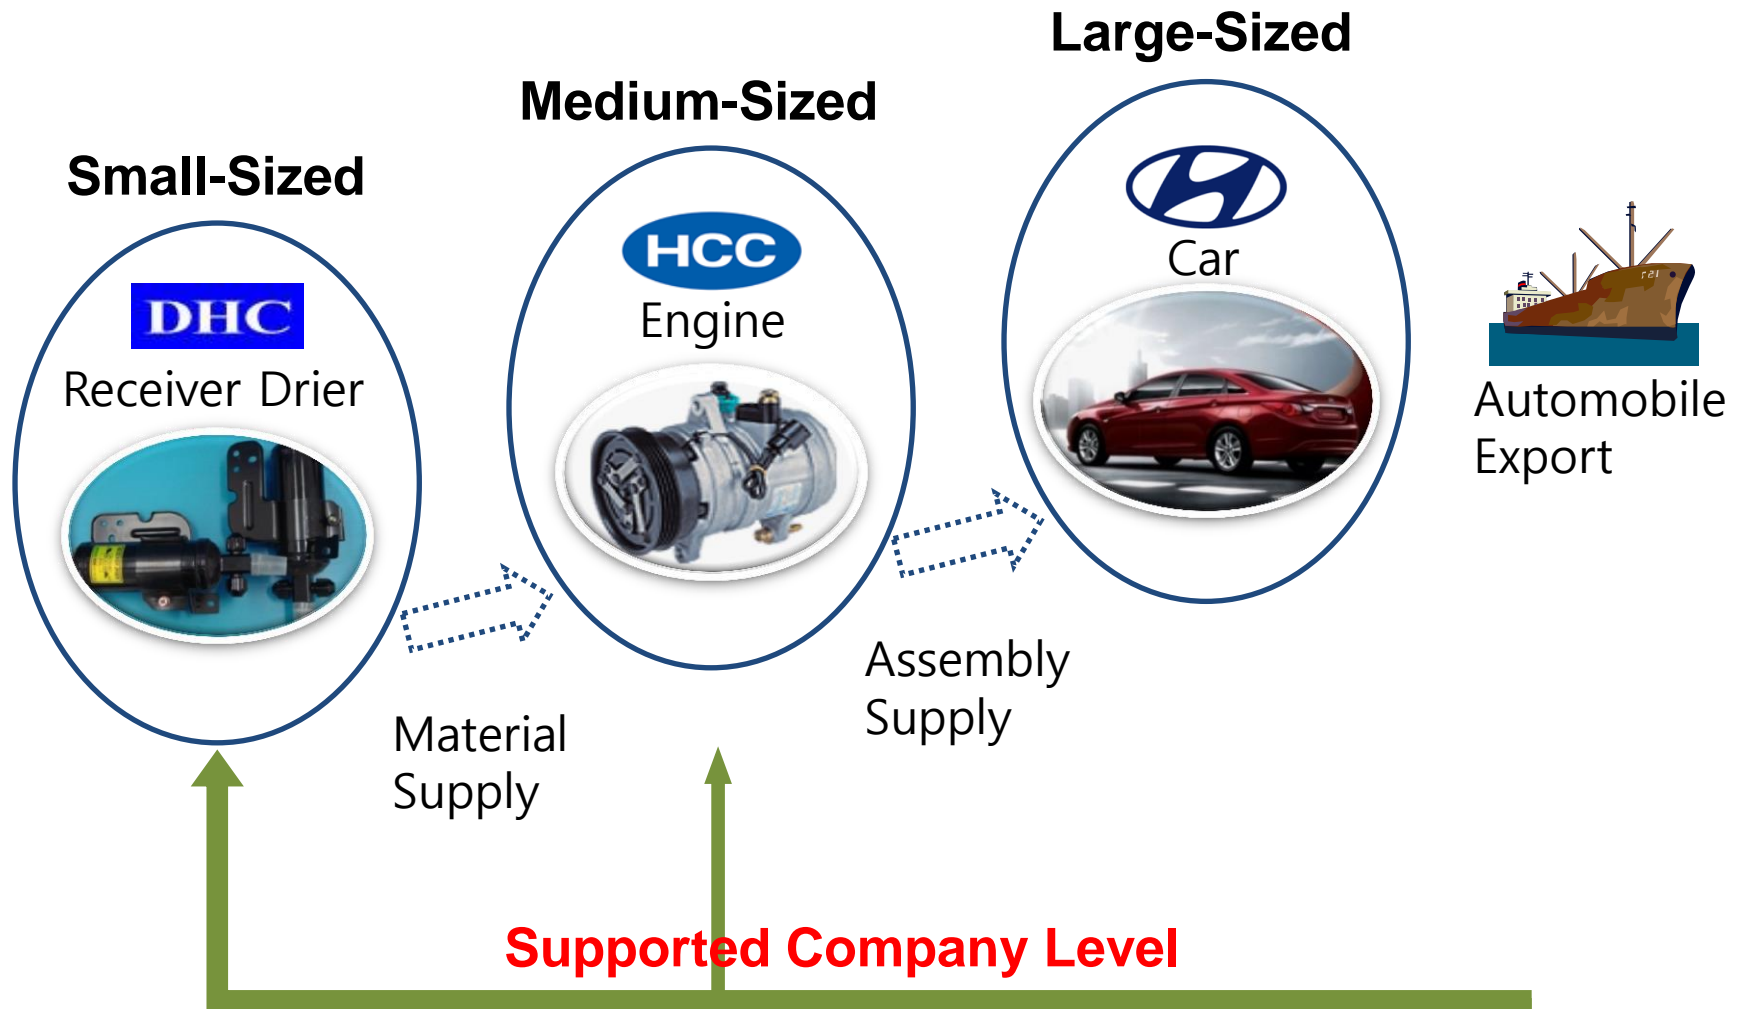 Large-Sized
Medium-Sized
Small-Sized
Car
HCC
Engine
DHC
Receiver Drier
Automobile
Export
Assembly
Supply
Material
Supply
Supported Company Level